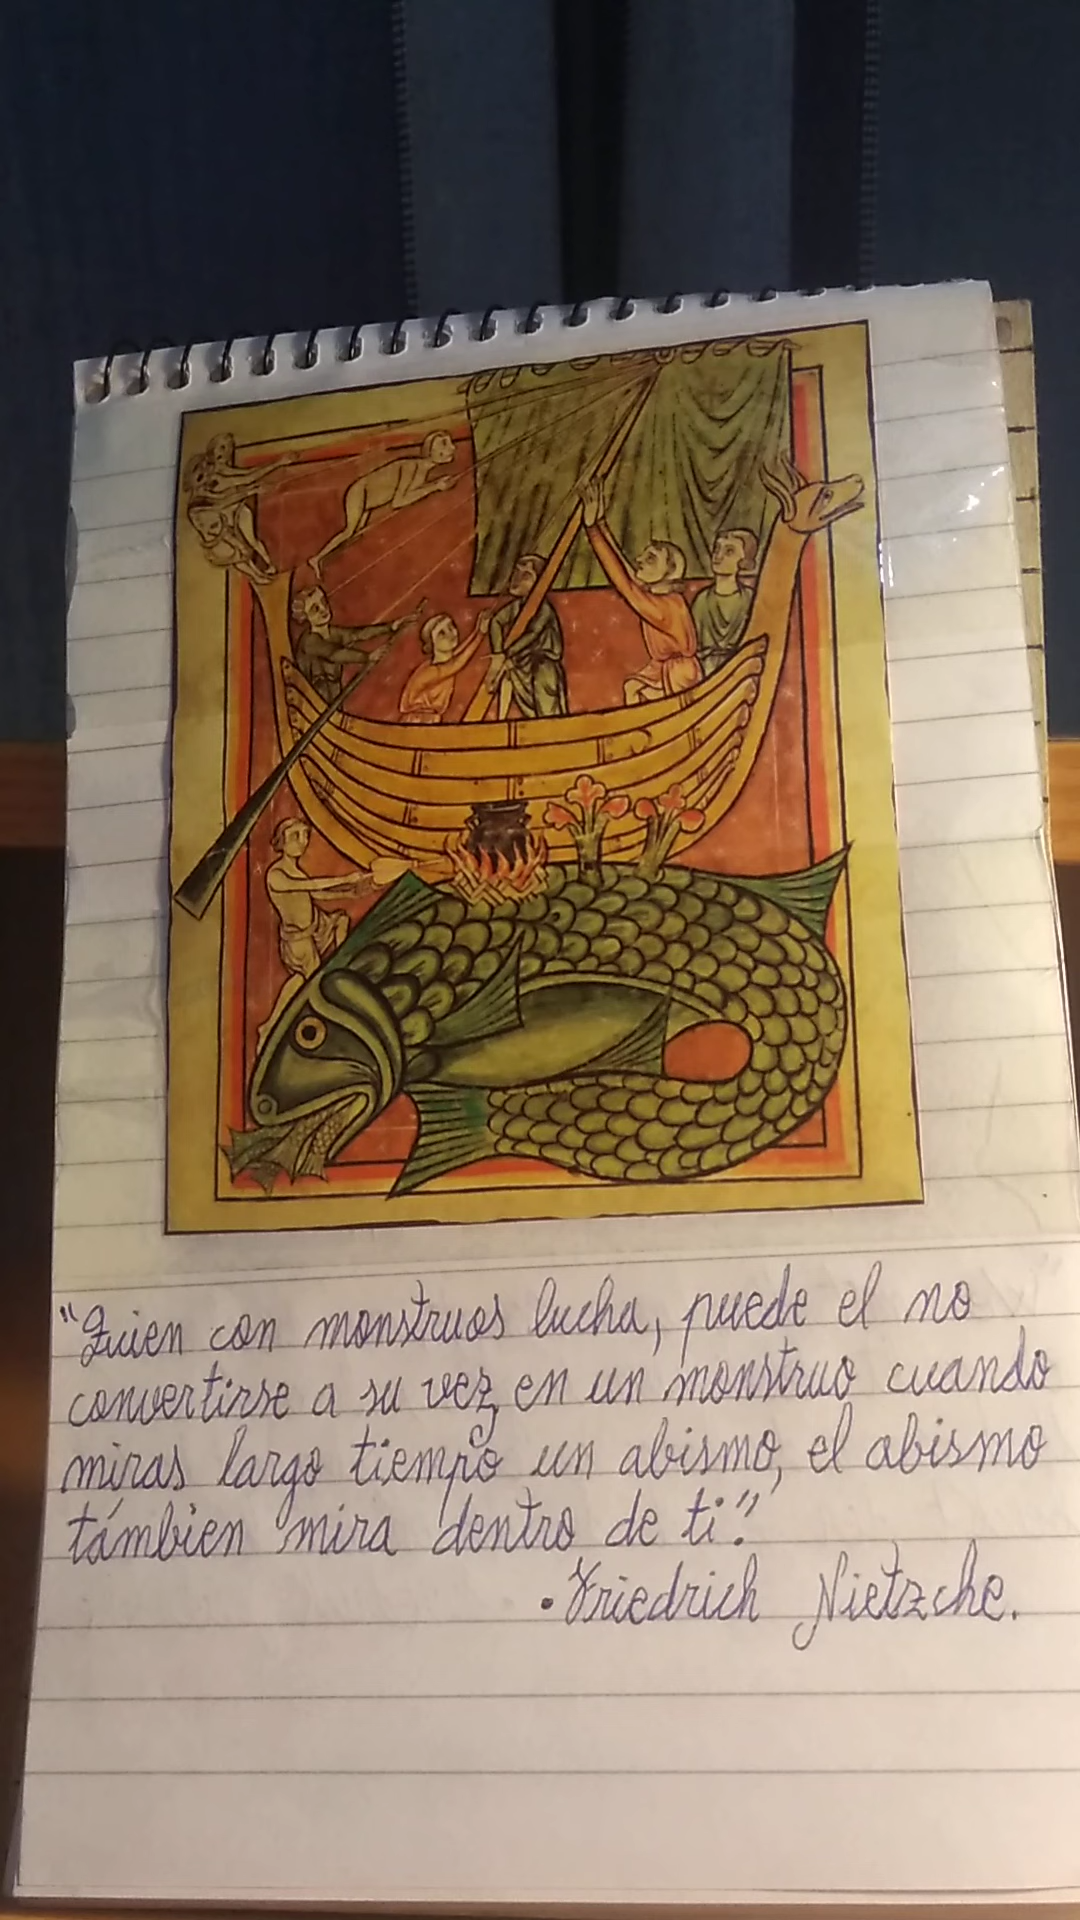 "Quien con monstruos lucha, puede el no
convertirse a su vez en un monstruo cuando
miras largo tiempo un abismo, el abismo
támbien mira dentro de ti."
.Friedrich Nietzche.